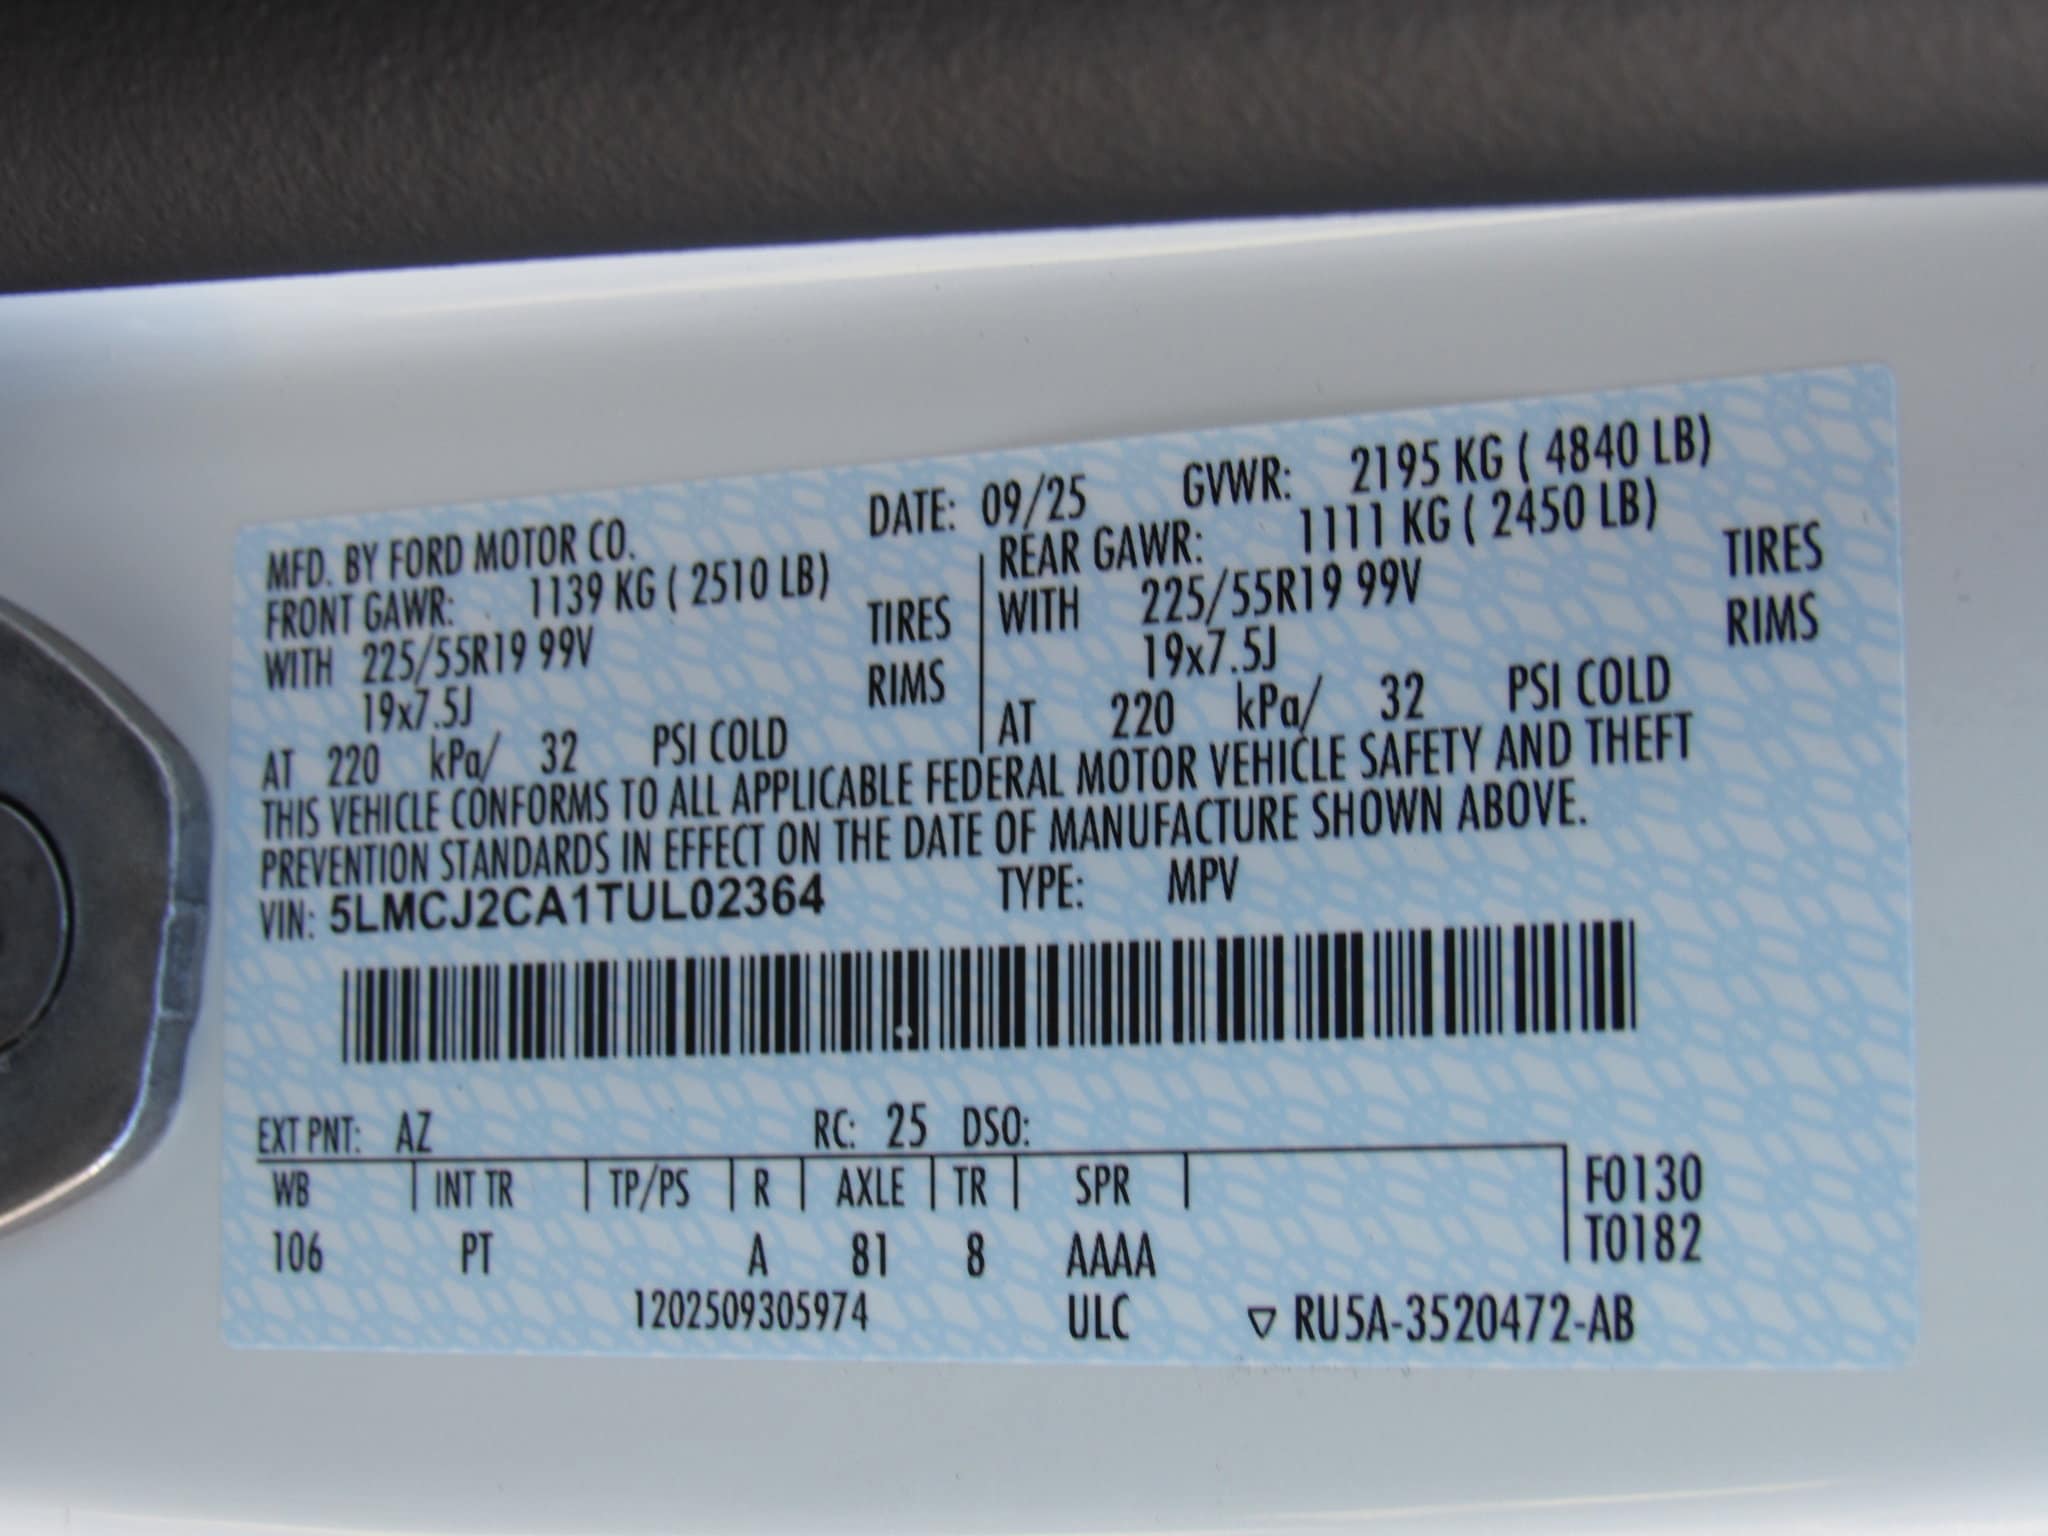 MFD. BY FORD MOTOR CO. DATE: 09/25 GVWR: 2195 KG ( 4840 LB)
FRONT GAWR: 1139 KG ( 2510 LB) REAR GAWR: 1111 KG ( 2450 LB)
WITH 225/55R19 99V TIRES WITH 225/55R19 99V TIRES
19x7.5J RIMS 19x7.5J RIMS
AT 220 kPa/ 32 PSI COLD AT 220 kPa/ 32 PSI COLD
THIS VEHICLE CONFORMS TO ALL APPLICABLE FEDERAL MOTOR VEHICLE SAFETY AND THEFT
PREVENTION STANDARDS IN EFFECT ON THE DATE OF MANUFACTURE SHOWN ABOVE.
VIN: 5LMCJ2CA1TUL02364 TYPE: MPV
EXT PNT: AZ RC: 25 DSO:
WB INT TR TP/PS R AXLE TR SPR F0130
106 PT A 81 8 AAAA T0182
1202509305974 ULC ▽ RU5A-3520472-AB